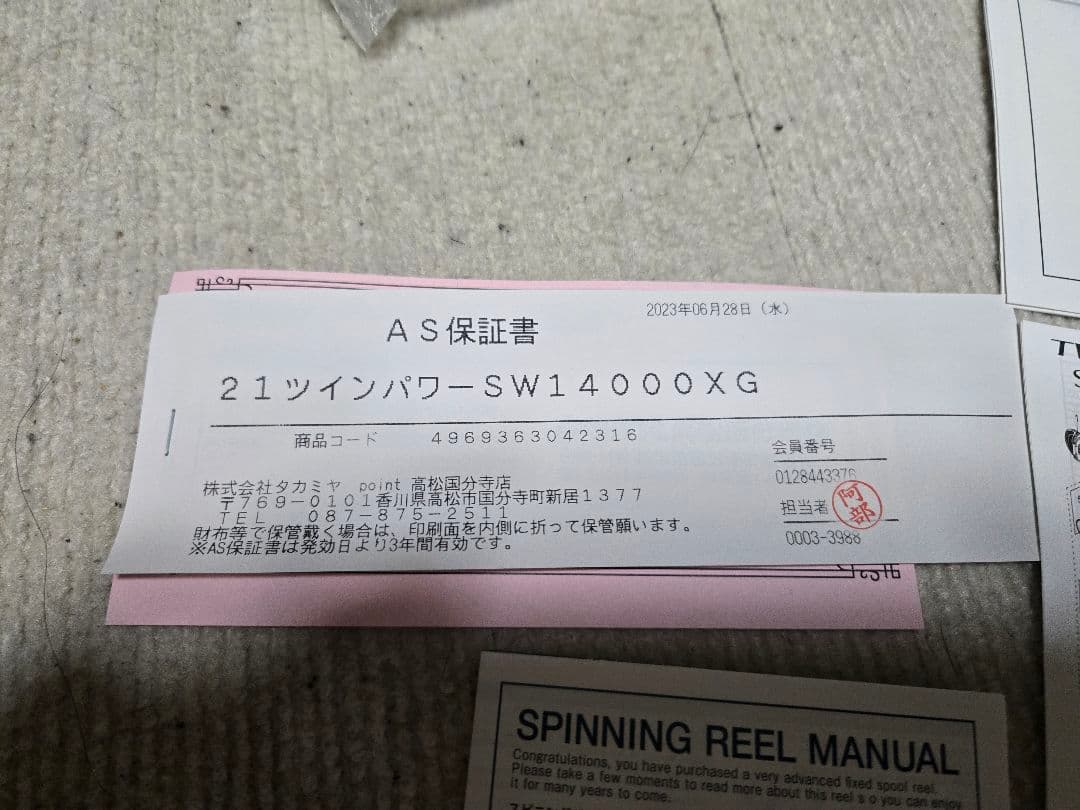 2023年06月28日（水）
ＡＳ保証書
２１ツインパワーＳＷ１４０００ＸＧ
商品コード　４９６９３６３０４２３１６
会員番号
0128443376
株式会社タカミヤ　point 高松国分寺店
〒７６９－０１０１香川県高松市国分寺町新居１３７７
ＴＥＬ　０８７－８７５－２５１１
担当者
阿部
0003-3988
財布等で保管戴く場合は、印刷面を内側に折って保管願います。
※AS保証書は発効日より3年間有効です。
SPINNING REEL MANUAL
Congratulations, you have purchased a very advanced fixed spool reel.
Please take a few moments to read more about this reel so you can enjoy
it for many years to come.